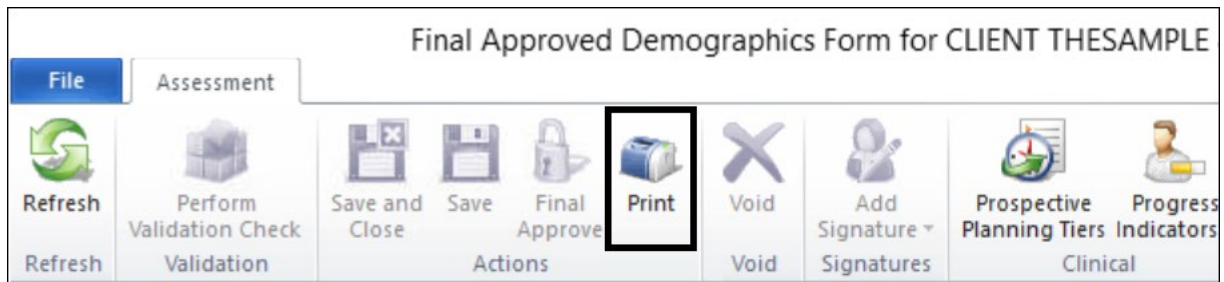 Final Approved Demographics Form for CLIENT THESAMPLE
File Assessment
Refresh Perform Save and Save Final Print Void Add Prospective Progress
Validation Check Close Approve Signature Planning Tiers Indicators
Refresh Validation Actions Void Signatures Clinical